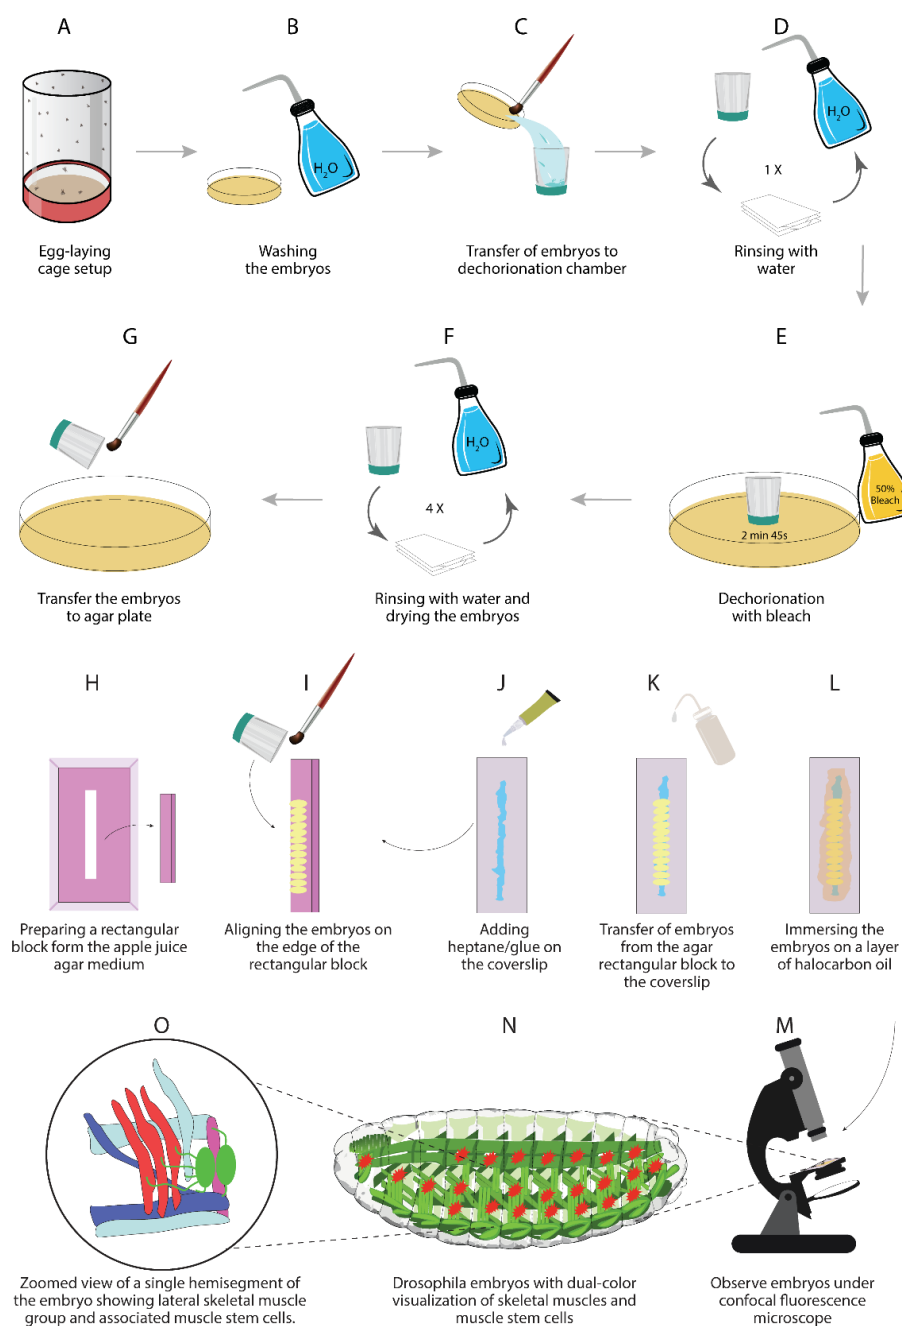 A
B
C
D
H₂O
H₂O
1 X
Egg-laying
cage setup
Washing
the embryos
Transfer of embryos to
dechorionation chamber
Rinsing with
water
G
F
E
H₂O
4 X
50%
Bleach
2 min 45s
Transfer the embryos
to agar plate
Rinsing with water and
drying the embryos
Dechorionation
with bleach
H
I
J
K
L
Preparing a rectangular
block form the apple juice
agar medium
Aligning the embryos on
the edge of the
rectangular block
Adding
heptane/glue on
the coverslip
Transfer of embryos
from the agar
rectangular block to
the coverslip
Immersing the
embryos on a layer
of halocarbon oil
O
N
M
Zoomed view of a single hemisegment of
the embryo showing lateral skeletal muscle
group and associated muscle stem cells.
Drosophila embryos with dual-color
visualization of skeletal muscles and
muscle stem cells
Observe embryos under
confocal fluorescence
microscope